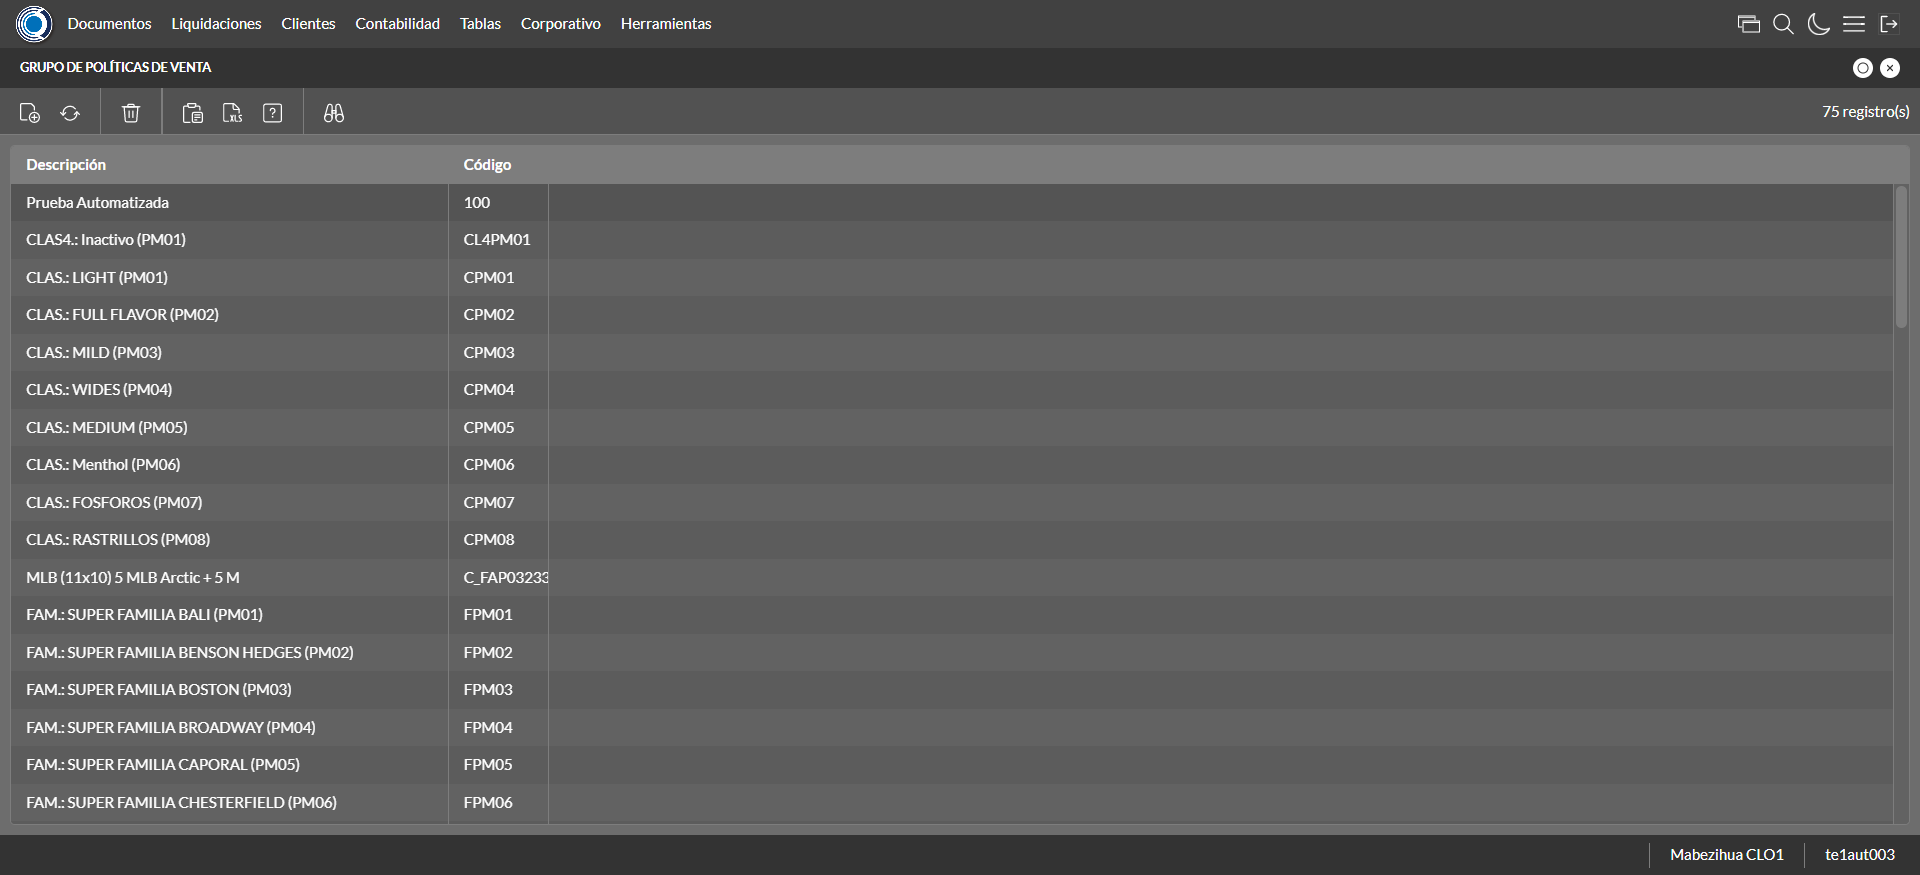 Documentos Liquidaciones Clientes Contabilidad Tablas Corporativo Herramientas
GRUPO DE POLÍTICAS DE VENTA
XLS ? 75 registro(s)
Descripción Código
Prueba Automatizada 100
CLAS4.: Inactivo (PM01) CL4PM01
CLAS.: LIGHT (PM01) CPM01
CLAS.: FULL FLAVOR (PM02) CPM02
CLAS.: MILD (PM03) CPM03
CLAS.: WIDES (PM04) CPM04
CLAS.: MEDIUM (PM05) CPM05
CLAS.: Menthol (PM06) CPM06
CLAS.: FOSFOROS (PM07) CPM07
CLAS.: RASTRILLOS (PM08) CPM08
MLB (11x10) 5 MLB Arctic + 5 M C_FAP03233
FAM.: SUPER FAMILIA BALI (PM01) FPM01
FAM.: SUPER FAMILIA BENSON HEDGES (PM02) FPM02
FAM.: SUPER FAMILIA BOSTON (PM03) FPM03
FAM.: SUPER FAMILIA BROADWAY (PM04) FPM04
FAM.: SUPER FAMILIA CAPORAL (PM05) FPM05
FAM.: SUPER FAMILIA CHESTERFIELD (PM06) FPM06
Mabezihua CLO1 te1aut003